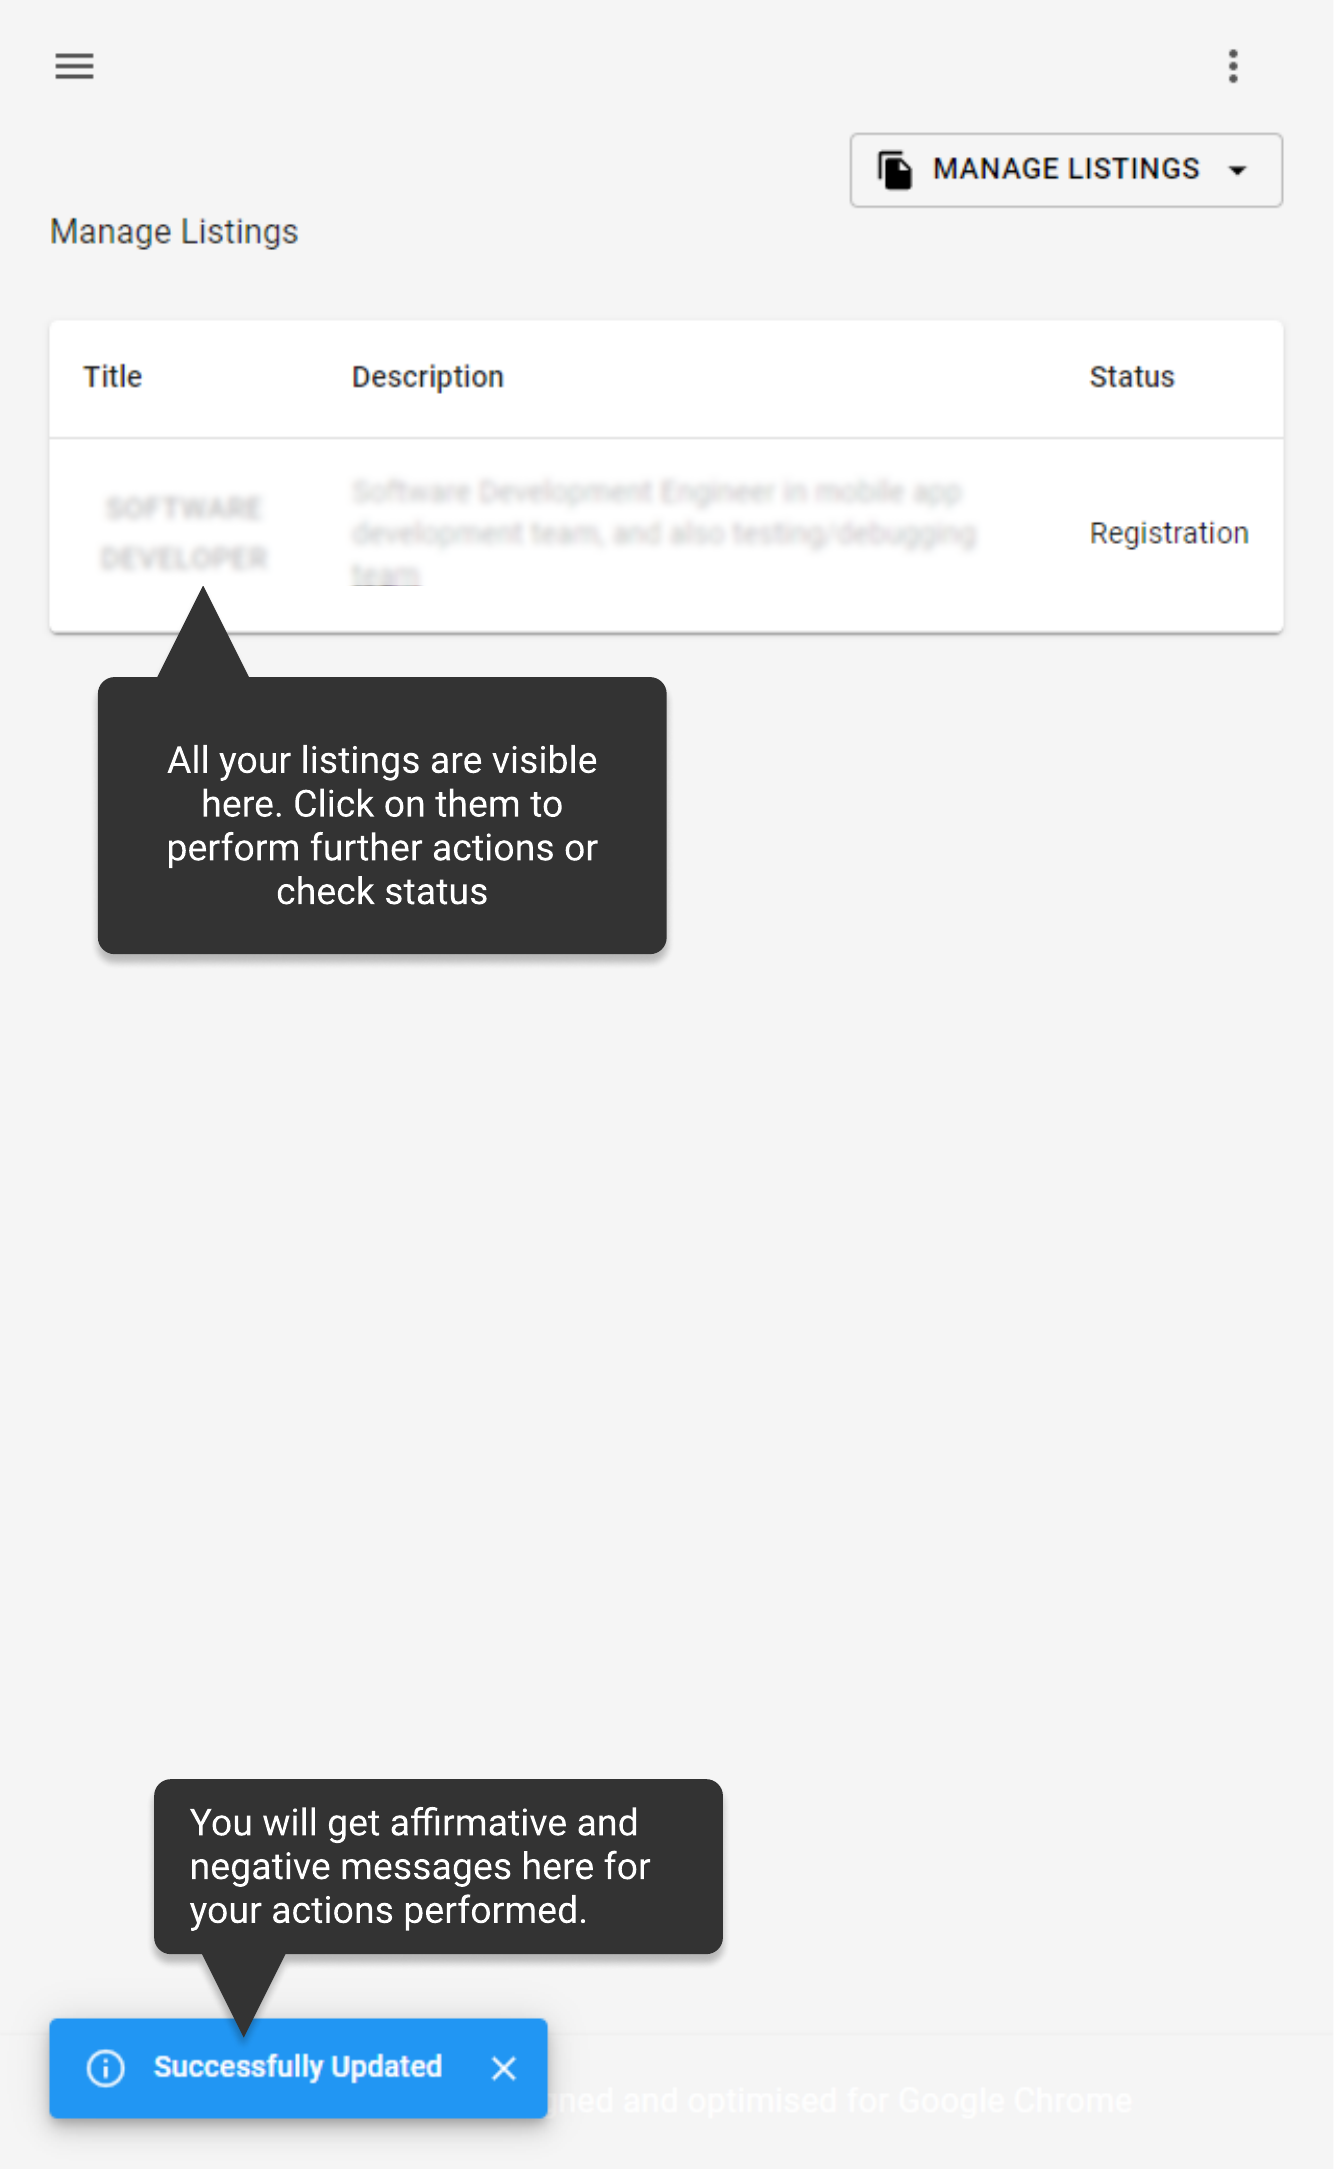 MANAGE LISTINGS
Manage Listings
Title Description Status
SOFTWARE
DEVELOPER
Software Development Engineer in mobile app
development team, and also testing/debugging
team
Registration
All your listings are visible
here. Click on them to
perform further actions or
check status
You will get affirmative and
negative messages here for
your actions performed.
Successfully Updated
and optimised for Google Chrome